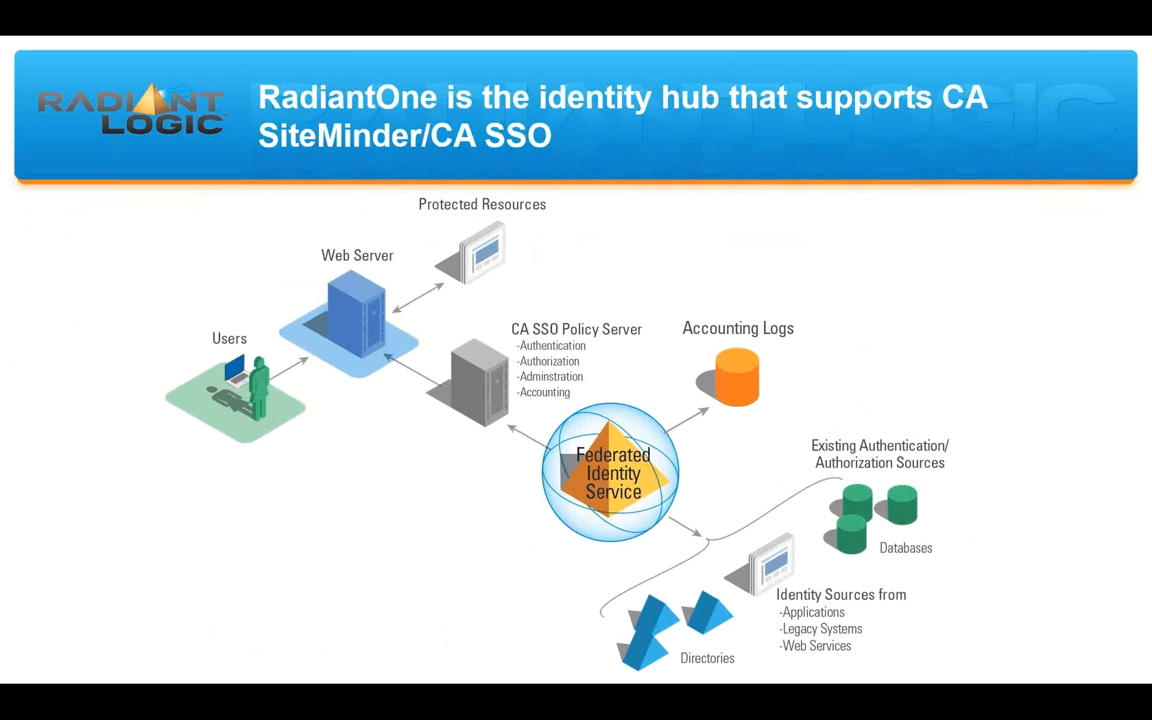 RADIANT
LOGIC
RadiantOne is the identity hub that supports CA
SiteMinder/CA SSO
Protected Resources
Web Server
Users
CA SSO Policy Server
-Authentication
-Authorization
-Adminstration
-Accounting
Accounting Logs
Federated
Identity
Service
Existing Authentication/
Authorization Sources
Databases
Identity Sources from
-Applications
-Legacy Systems
-Web Services
Directories